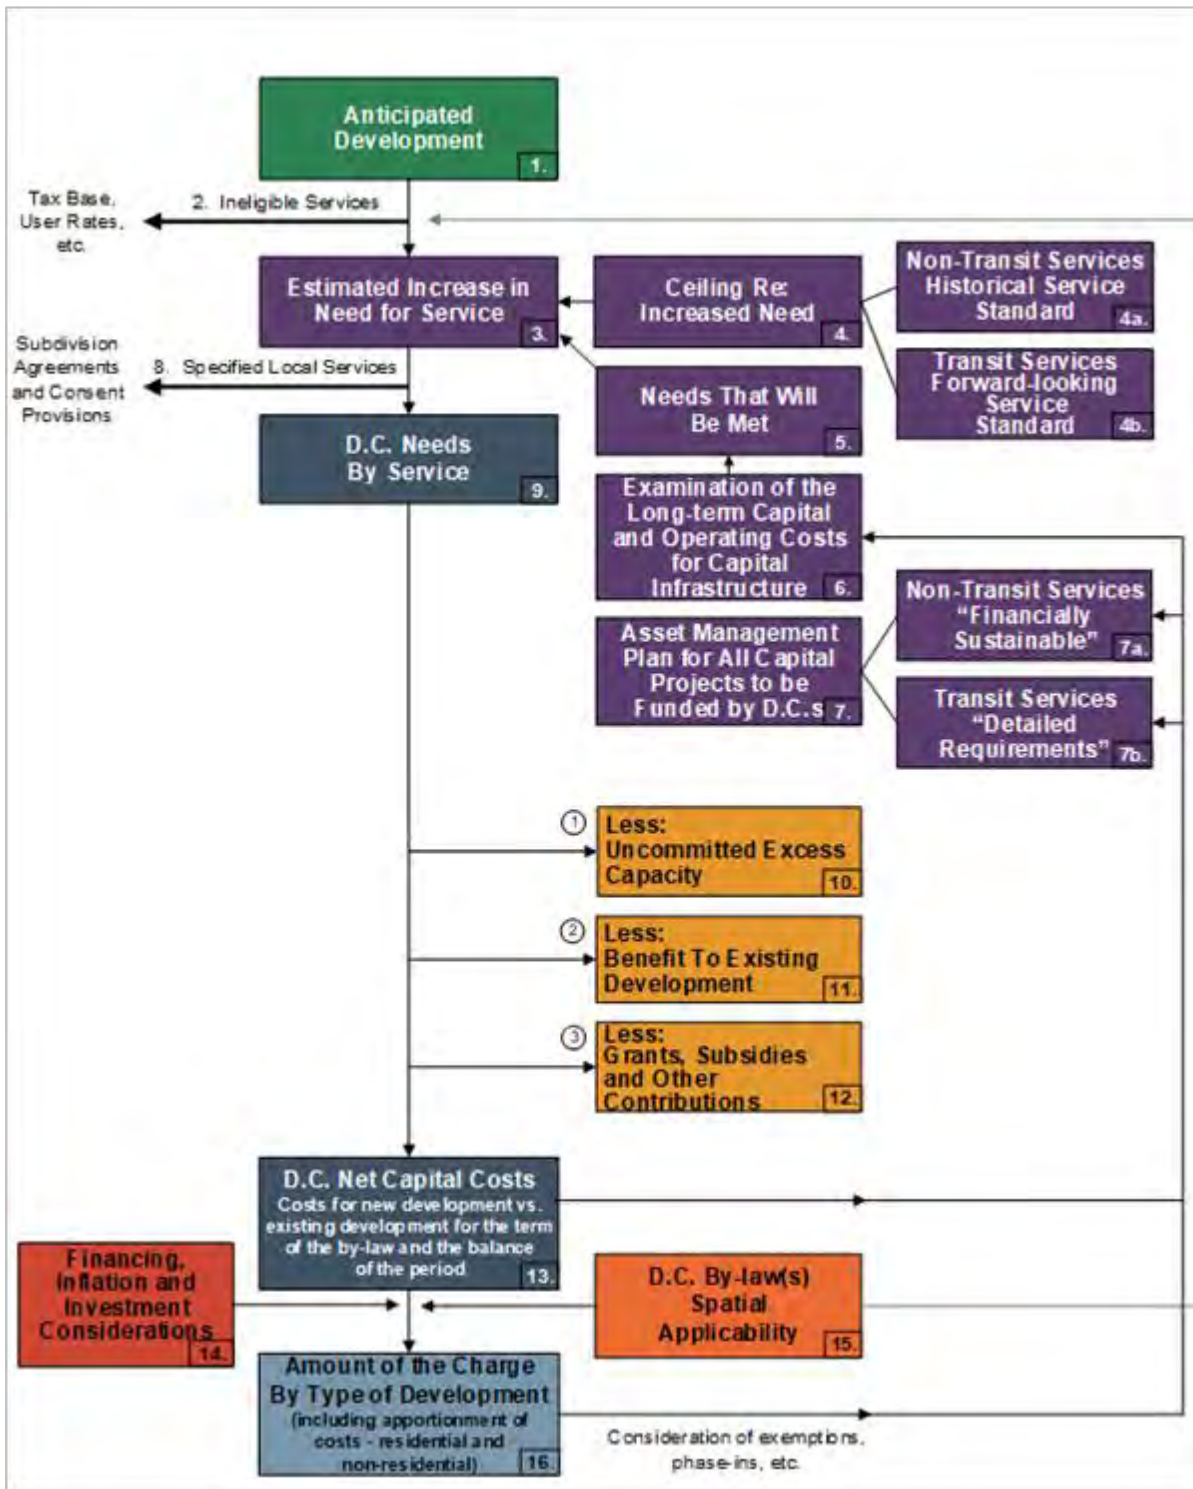 Anticipated
Development
1.
Tax Base,
User Rates,
etc.
2. Ineligible Services
Estimated Increase in
Need for Service
3.
Ceiling Re:
Increased Need
4.
Non-Transit Services
Historical Service
Standard
4a.
Transit Services
Forward-looking
Service
Standard
4b.
Subdivision
Agreements
and Consent
Provisions
8. Specified Local Services
Needs That Will
Be Met
5.
D.C. Needs
By Service
9.
Examination of the
Long-term Capital
and Operating Costs
for Capital
Infrastructure
6.
Non-Transit Services
“Financially
Sustainable”
7a.
Asset Management
Plan for All Capital
Projects to be
Funded by D.C.s
7.
Transit Services
“Detailed
Requirements”
7b.
1
Less:
Uncommitted Excess
Capacity
10.
2
Less:
Benefit To Existing
Development
11.
3
Less:
Grants, Subsidies
and Other
Contributions
12.
D.C. Net Capital Costs
Costs for new development vs.
existing development for the term
of the by-law and the balance
of the period
13.
Financing,
Inflation and
Investment
Considerations
14.
D.C. By-law(s)
Spatial
Applicability
15.
Amount of the Charge
By Type of Development
(including apportionment of
costs - residential and
non-residential)
16.
Consideration of exemptions,
phase-ins, etc.